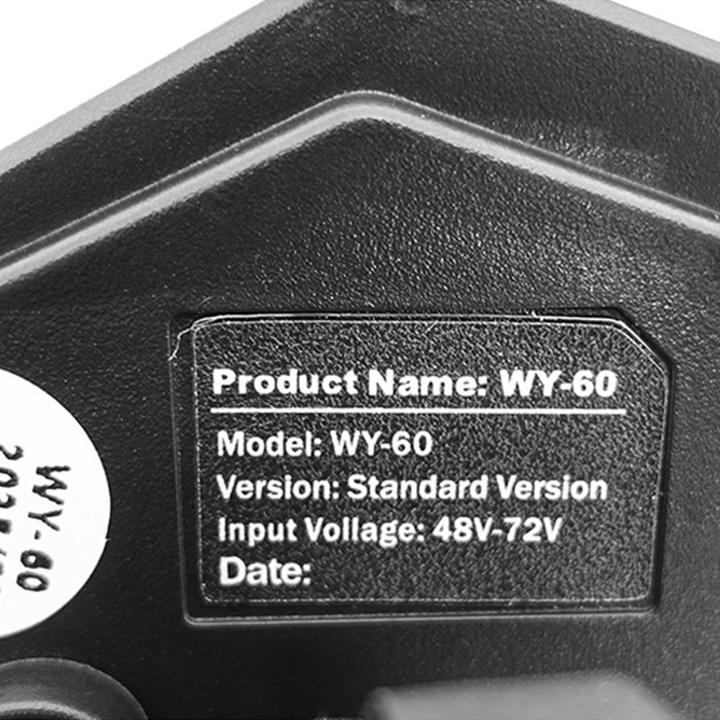 Product Name: WY-60
Model: WY-60
Version: Standard Version
Input Vollage: 48V-72V
Date:
WY-60